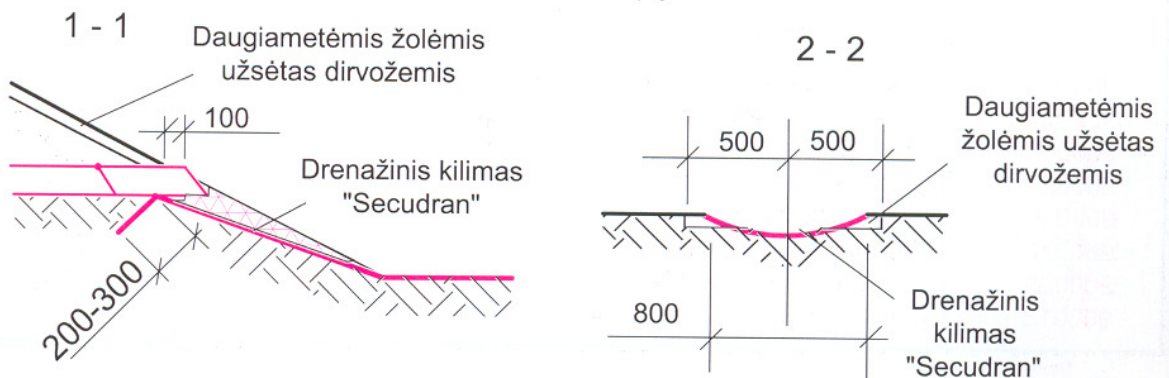 1 - 1
Daugiametėmis žolėmis
užsėtas dirvožemis
100
Drenažinis kilimas
"Secudran"
200-300
2 - 2
500
500
Daugiametėmis
žolėmis užsėtas
dirvožemis
800
Drenažinis
kilimas
"Secudran"